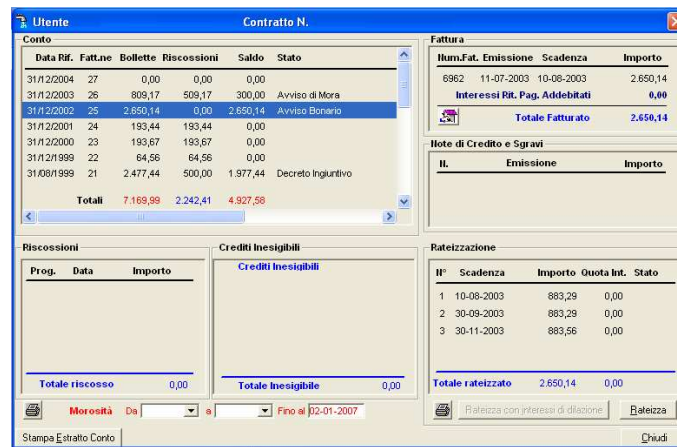 Utente Contratto N.
Conto
Data Rif. Fatt.ne Bollette Riscossioni Saldo Stato
31/12/2004 27 0,00 0,00 0,00
31/12/2003 26 809,17 509,17 300,00 Avviso di Mora
31/12/2002 25 2.650,14 0,00 2.650,14 Avviso Bonario
31/12/2001 24 193,44 193,44 0,00
31/12/2000 23 193,67 193,67 0,00
31/12/1999 22 64,56 64,56 0,00
31/08/1999 21 2.477,44 500,00 1.977,44 Decreto Ingiuntivo
Totali 7.169,99 2.242,41 4.927,58
Fattura
Num.Fat. Emissione Scadenza Importo
6962 11-07-2003 10-08-2003 2.650,14
Interessi Rit. Pag. Addebitati 0,00
Totale Fatturato 2.650,14
Note di Credito e Sgravi
N. Emissione Importo
Riscossioni
Prog. Data Importo
Totale riscosso 0,00
Crediti Inesigibili
Crediti Inesigibili
Totale Inesigibile 0,00
Rateizzazione
N° Scadenza Importo Quota Int. Stato
1 10-08-2003 883,29 0,00
2 30-09-2003 883,29 0,00
3 30-11-2003 883,56 0,00
Totale rateizzato 2.650,14 0,00
Morosità Da a Fino al 02-01-2007
Rateizza con interessi di dilazione Rateizza
Stampa Estratto Conto Chiudi